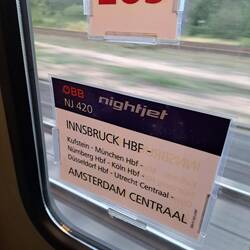 ÖBB
nightjet
NJ 420
INNSBRUCK HBF -
Kufstein - München Hbf -
Nürnberg Hbf - Köln Hbf -
Düsseldorf Hbf - Utrecht Centraal -
AMSTERDAM CENTRAAL